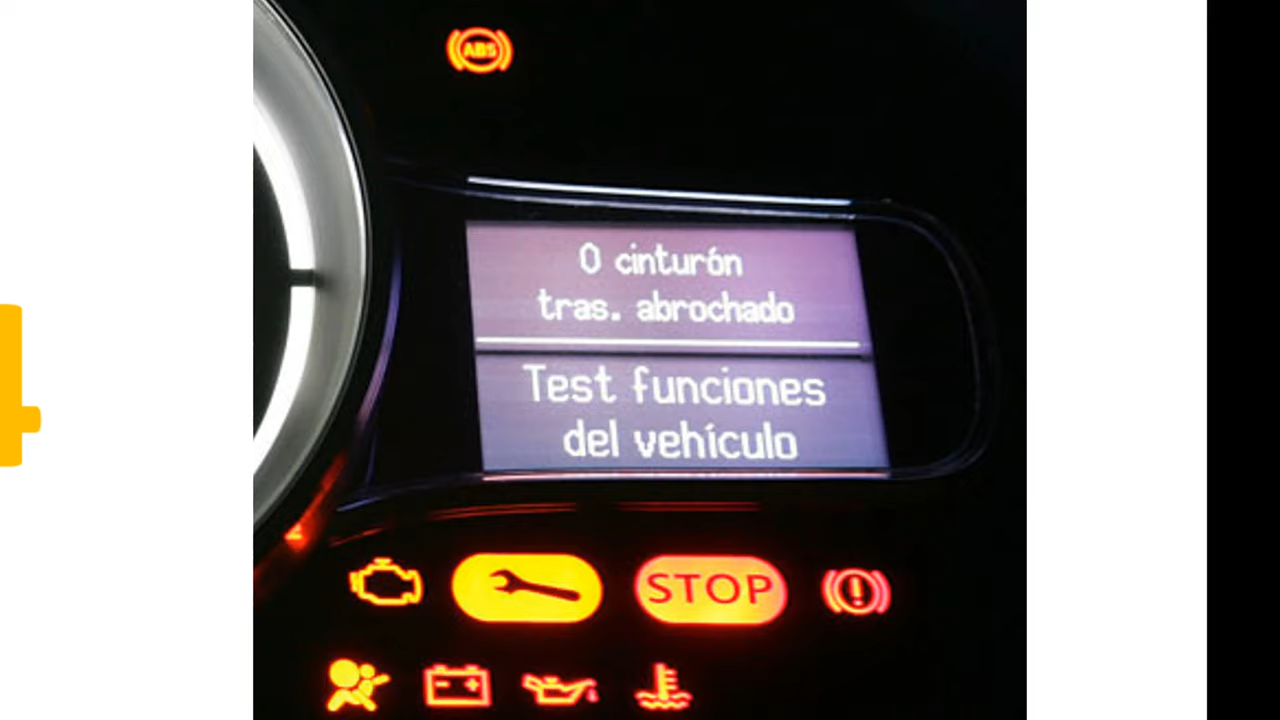 ABS
0 cinturón
tras. abrochado
Test funciones
del vehículo
STOP